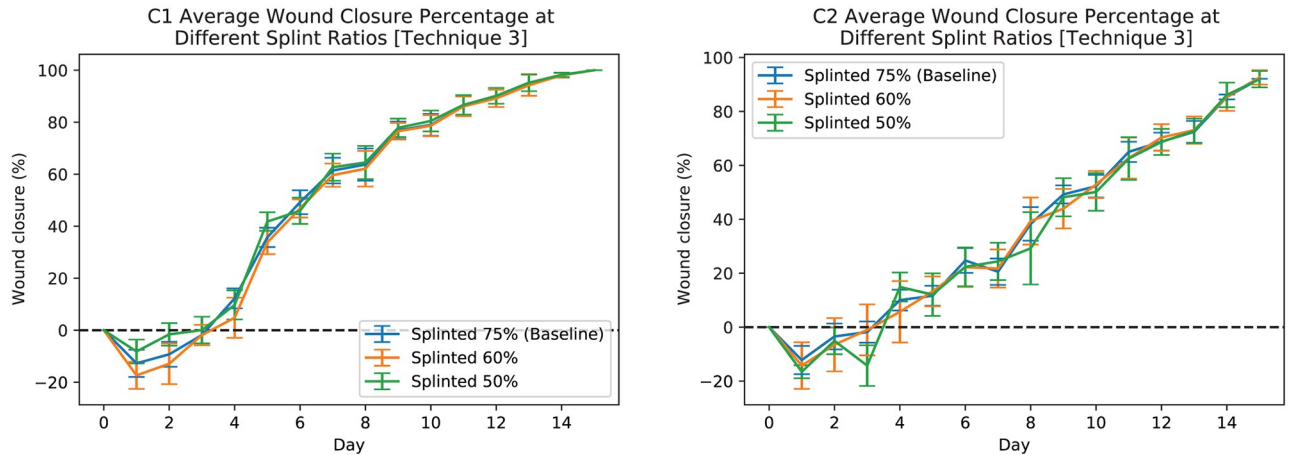 C1 Average Wound Closure Percentage at
Different Splint Ratios [Technique 3]
Wound closure (%)
100
80
60
40
20
0
−20
Splinted 75% (Baseline)
Splinted 60%
Splinted 50%
0 2 4 6 8 10 12 14
Day
C2 Average Wound Closure Percentage at
Different Splint Ratios [Technique 3]
Wound closure (%)
100
80
60
40
20
0
−20
Splinted 75% (Baseline)
Splinted 60%
Splinted 50%
0 2 4 6 8 10 12 14
Day